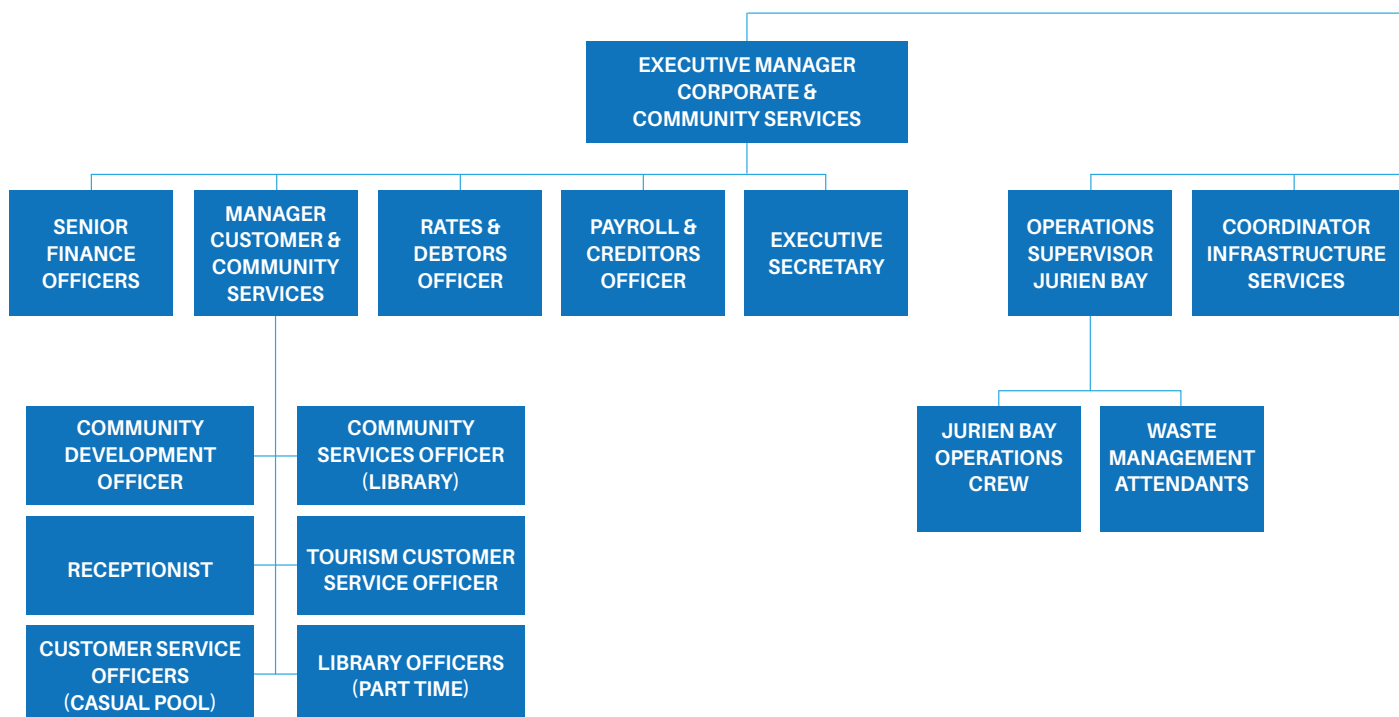 EXECUTIVE MANAGER
CORPORATE &
COMMUNITY SERVICES
SENIOR
FINANCE
OFFICERS
MANAGER
CUSTOMER &
COMMUNITY
SERVICES
RATES &
DEBTORS
OFFICER
PAYROLL &
CREDITORS
OFFICER
EXECUTIVE
SECRETARY
OPERATIONS
SUPERVISOR
JURIEN BAY
COORDINATOR
INFRASTRUCTURE
SERVICES
COMMUNITY
DEVELOPMENT
OFFICER
COMMUNITY
SERVICES OFFICER
(LIBRARY)
JURIEN BAY
OPERATIONS
CREW
WASTE
MANAGEMENT
ATTENDANTS
RECEPTIONIST
TOURISM CUSTOMER
SERVICE OFFICER
CUSTOMER SERVICE
OFFICERS
(CASUAL POOL)
LIBRARY OFFICERS
(PART TIME)